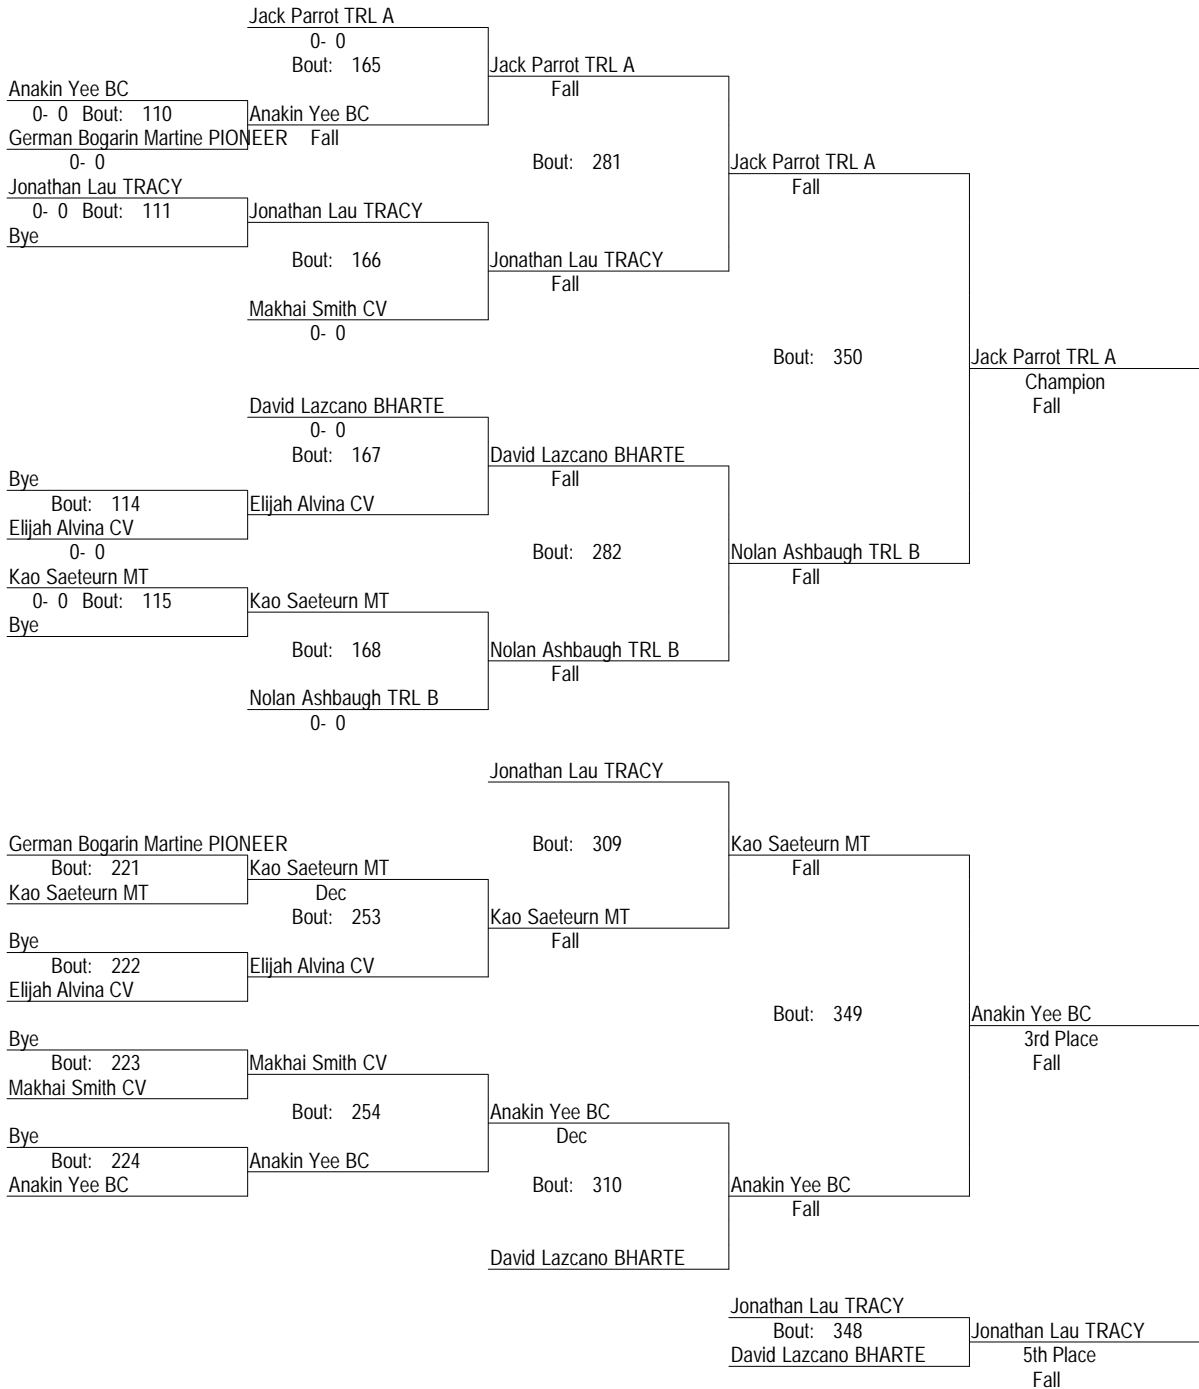 Jack Parrot TRL A
0- 0
Bout: 165
Jack Parrot TRL A
Fall
Anakin Yee BC
0- 0 Bout: 110
Anakin Yee BC
German Bogarin Martine PIONEER Fall
0- 0
Bout: 281
Jack Parrot TRL A
Fall
Jonathan Lau TRACY
0- 0 Bout: 111
Jonathan Lau TRACY
Bye
Bout: 166
Jonathan Lau TRACY
Fall
Makhai Smith CV
0- 0
Bout: 350
Jack Parrot TRL A
Champion
Fall
David Lazcano BHARTE
0- 0
Bout: 167
David Lazcano BHARTE
Fall
Bye
Bout: 114
Elijah Alvina CV
Elijah Alvina CV
0- 0
Bout: 282
Nolan Ashbaugh TRL B
Fall
Kao Saeteurn MT
0- 0 Bout: 115
Kao Saeteurn MT
Bye
Bout: 168
Nolan Ashbaugh TRL B
Fall
Nolan Ashbaugh TRL B
0- 0
Jonathan Lau TRACY
German Bogarin Martine PIONEER
Bout: 309
Kao Saeteurn MT
Fall
Bout: 221
Kao Saeteurn MT
Kao Saeteurn MT
Dec
Bout: 253
Kao Saeteurn MT
Fall
Bye
Bout: 222
Elijah Alvina CV
Elijah Alvina CV
Bout: 349
Anakin Yee BC
3rd Place
Fall
Bye
Bout: 223
Makhai Smith CV
Makhai Smith CV
Bout: 254
Anakin Yee BC
Dec
Bye
Bout: 224
Anakin Yee BC
Anakin Yee BC
Bout: 310
Anakin Yee BC
Fall
David Lazcano BHARTE
Jonathan Lau TRACY
Bout: 348
Jonathan Lau TRACY
David Lazcano BHARTE
5th Place
Fall